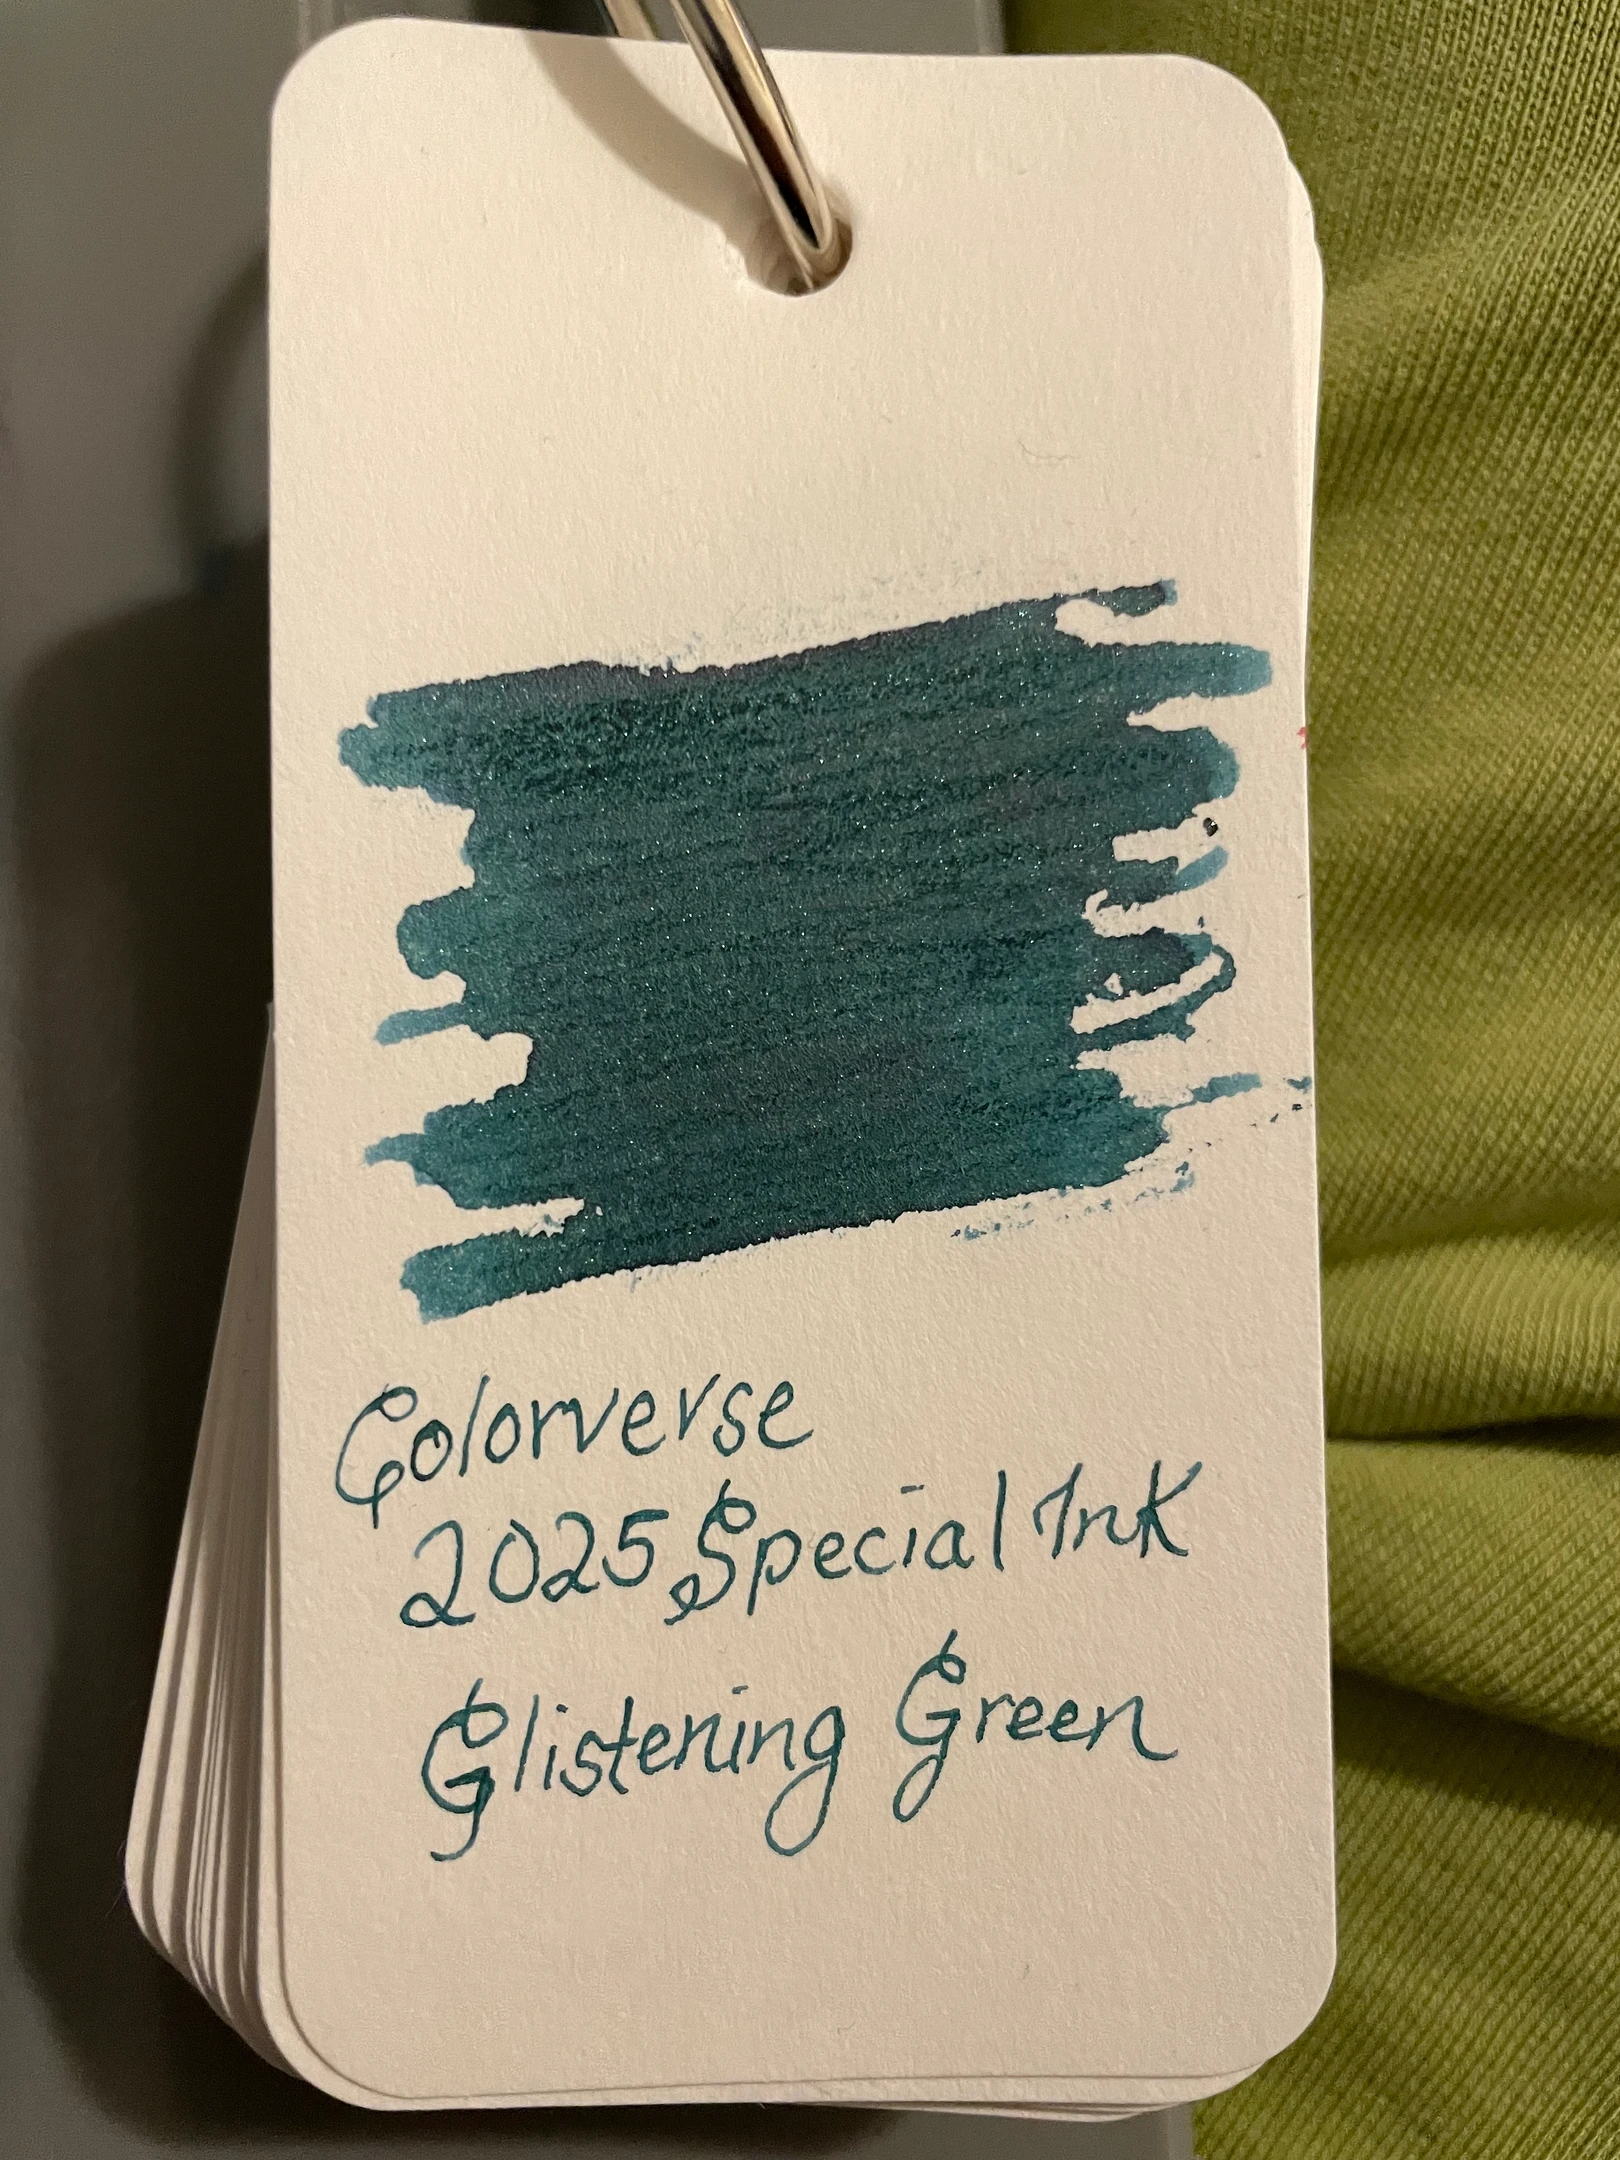 Colorverse
2025 Special Ink
Glistening Green